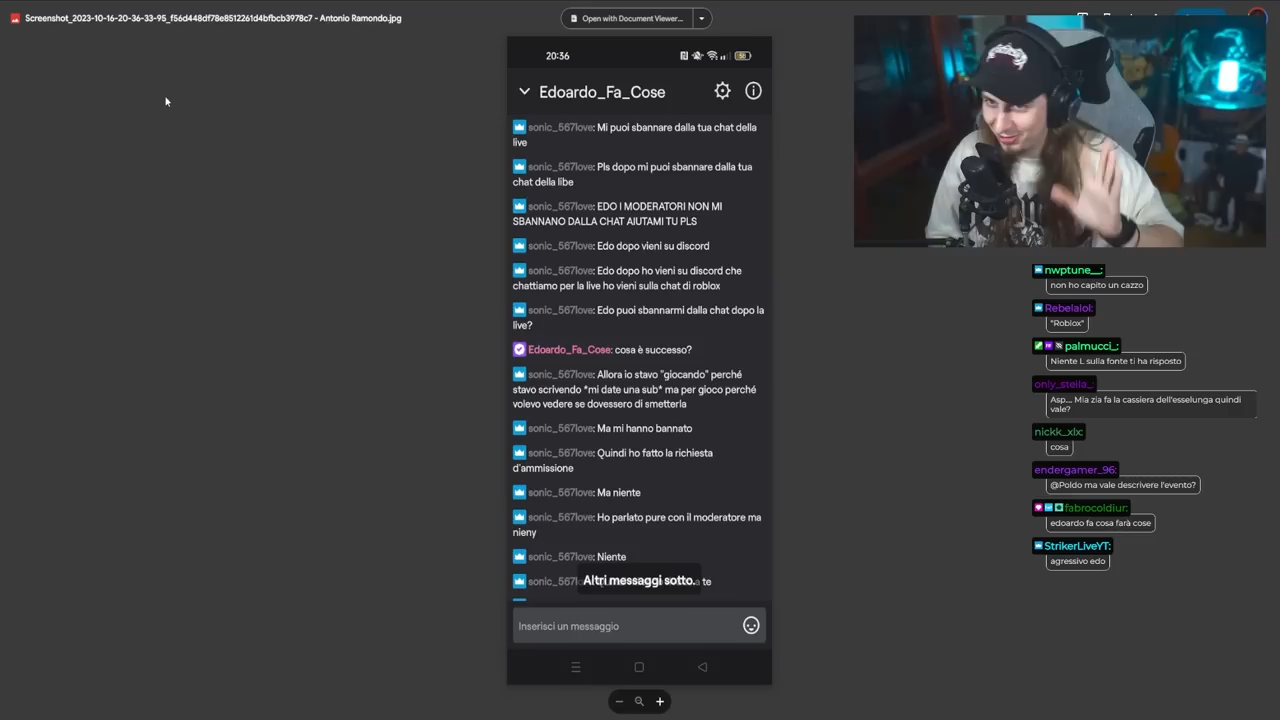 Screenshot_2023-10-16-20-36-33-95_f56d448df78e8512261d4bfbcb3978c7 - Antonio Ramondo.jpg
Open with Document Viewer...
20:36
58
Edoardo_Fa_Cose
sonic_567love: Mi puoi sbannare dalla tua chat della
live
sonic_567love: Pls dopo mi puoi sbannare dalla tua
chat della libe
sonic_567love: EDO I MODERATORI NON MI
SBANNANO DALLA CHAT AIUTAMI TU PLS
sonic_567love: Edo dopo vieni su discord
sonic_567love: Edo dopo ho vieni su discord che
chattiamo per la live ho vieni sulla chat di roblox
sonic_567love: Edo puoi sbannarmi dalla chat dopo la
live?
Edoardo_Fa_Cose: cosa è successo?
sonic_567love: Allora io stavo "giocando" perché
stavo scrivendo *mi date una sub* ma per gioco perché
volevo vedere se dovessero di smetterla
sonic_567love: Ma mi hanno bannato
sonic_567love: Quindi ho fatto la richiesta
d'ammissione
sonic_567love: Ma niente
sonic_567love: Ho parlato pure con il moderatore ma
nieny
sonic_567love: Niente
te
Altri messaggi sotto.
Inserisci un messaggio
nwptune__:
non ho capito un cazzo
Rebelalol:
"Roblox"
palmucci_:
Niente L sulla fonte ti ha risposto
only_stella_:
Asp.... Mia zia fa la cassiera dell'esselunga quindi
vale?
nickk_xlx:
cosa
endergamer_96:
@Poldo ma vale descrivere l'evento?
fabrocoldiur:
edoardo fa cosa farà cose
StrikerLiveYT:
agressivo edo